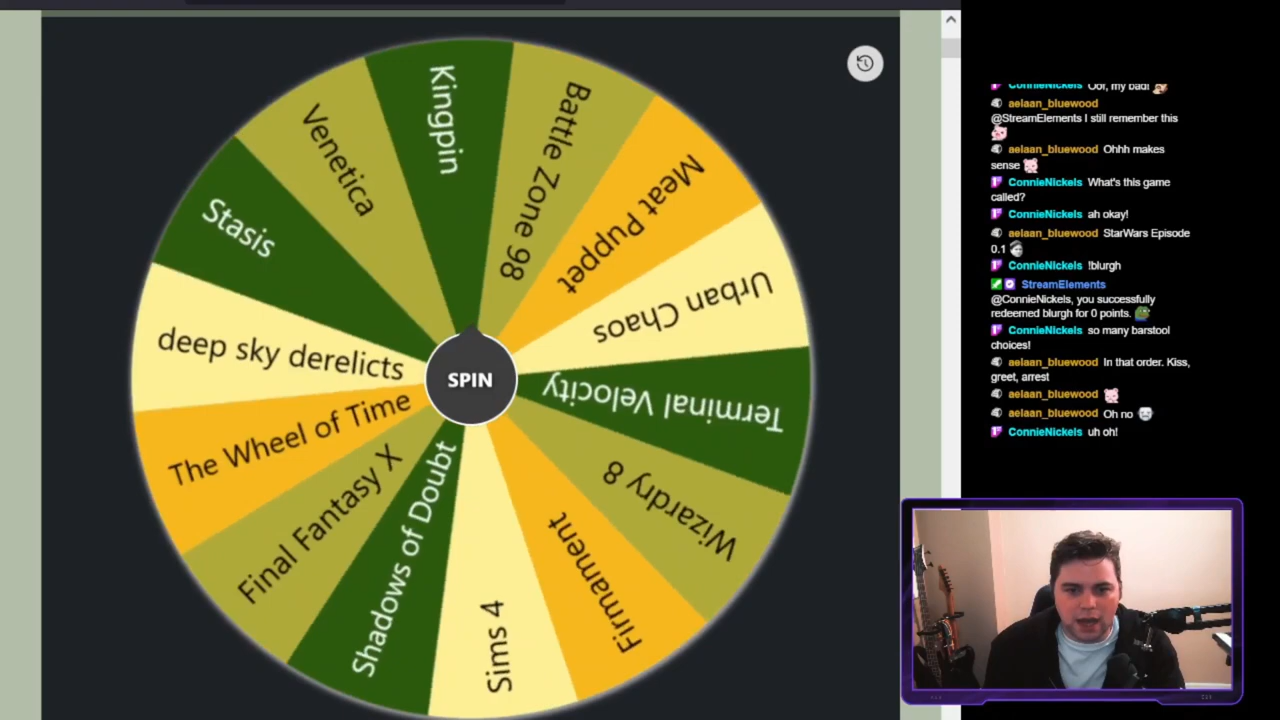 Kingpin
Battle Zone 98
Meat Puppet
Urban Chaos
Terminal Velocity
Wizardry 8
Firmament
Sims 4
Shadows of Doubt
Final Fantasy X
The Wheel of Time
deep sky derelicts
Stasis
Venetica
SPIN
ConnieNickels Oof, my bad!
aelaan_bluewood
@StreamElements I still remember this
aelaan_bluewood Ohhh makes
sense
ConnieNickels What's this game
called?
ConnieNickels ah okay!
aelaan_bluewood StarWars Episode
0.1
ConnieNickels !blurgh
StreamElements
@ConnieNickels, you successfully
redeemed blurgh for 0 points.
ConnieNickels so many barstool
choices!
aelaan_bluewood In that order. Kiss,
greet, arrest
aelaan_bluewood
aelaan_bluewood Oh no
ConnieNickels uh oh!